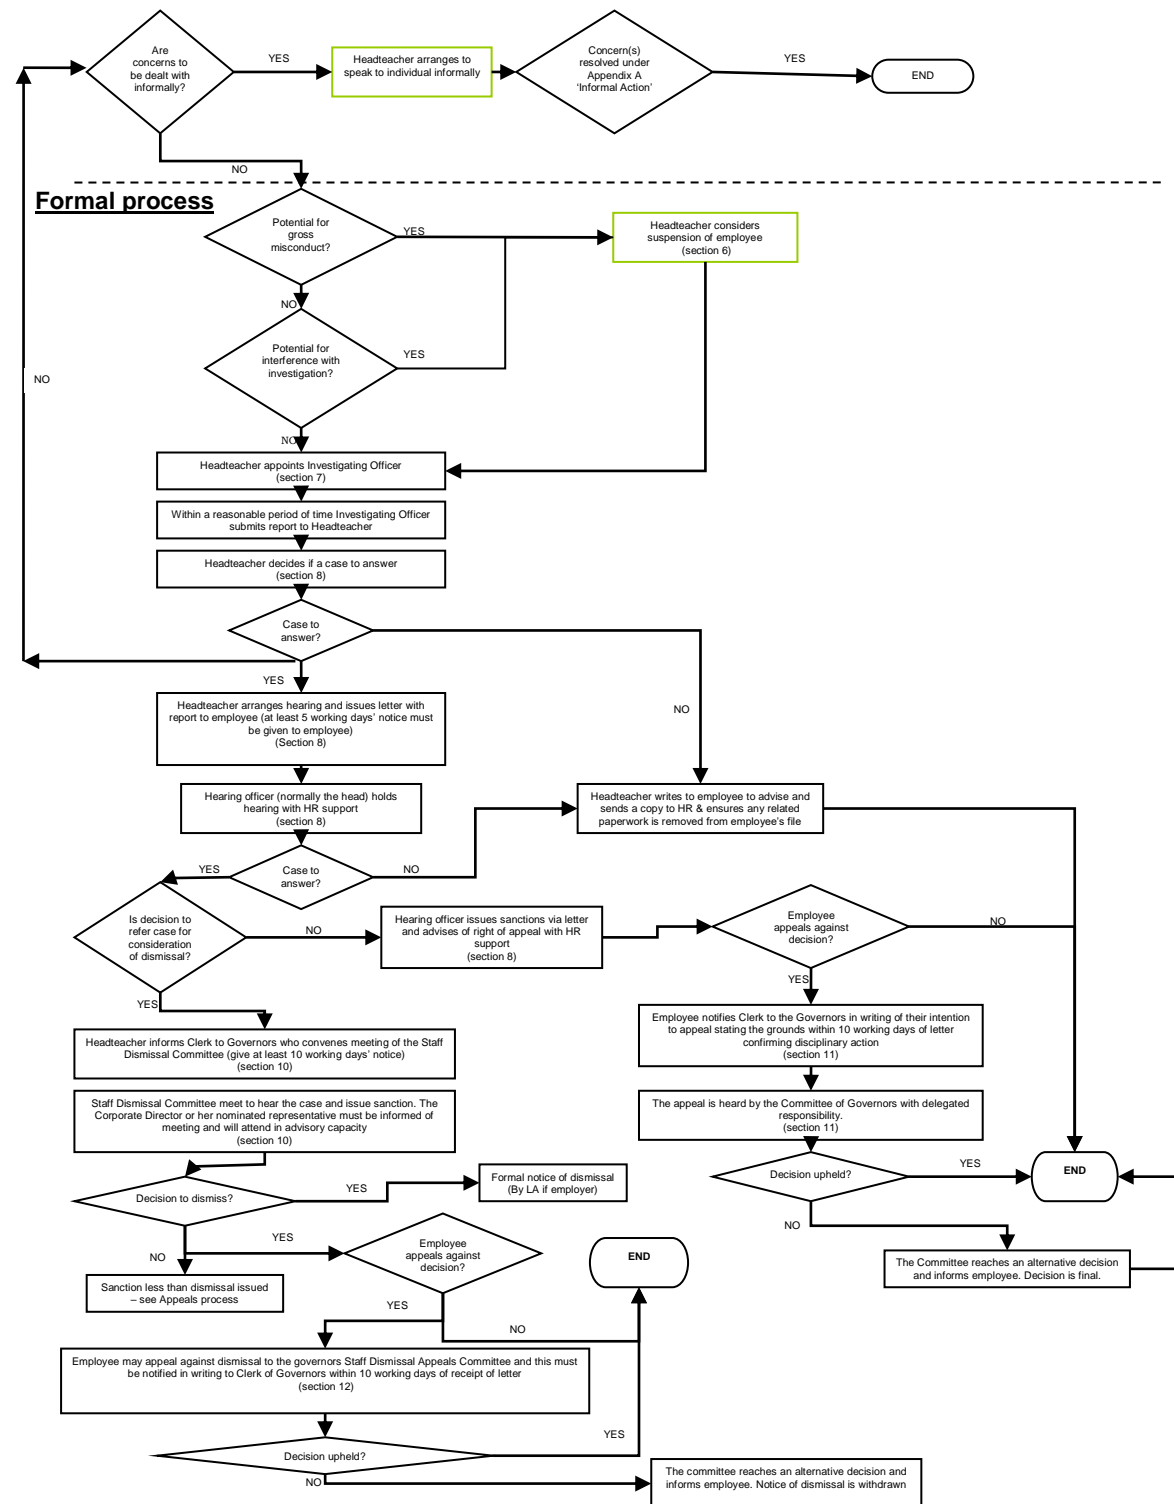 Are
concerns to
be dealt with
informally?
YES
Headteacher arranges to
speak to individual informally
Concern(s)
resolved under
Appendix A
‘Informal Action’
YES
END
NO
Formal process
Potential for
gross
misconduct?
YES
Headteacher considers
suspension of employee
(section 6)
NO
Potential for
interference with
investigation?
YES
NO
NO
Headteacher appoints Investigating Officer
(section 7)
Within a reasonable period of time Investigating Officer
submits report to Headteacher
Headteacher decides if a case to answer
(section 8)
Case to
answer?
YES
NO
Headteacher arranges hearing and issues letter with
report to employee (at least 5 working days’ notice must
be given to employee)
(Section 8)
Hearing officer (normally the head) holds
hearing with HR support
(section 8)
Headteacher writes to employee to advise and
sends a copy to HR & ensures any related
paperwork is removed from employee’s file
YES
Case to
answer?
NO
Is decision to
refer case for
consideration
of dismissal?
NO
Hearing officer issues sanctions via letter
and advises of right of appeal with HR
support
(section 8)
Employee
appeals against
decision?
NO
YES
YES
Headteacher informs Clerk to Governors who convenes meeting of the Staff
Dismissal Committee (give at least 10 working days’ notice)
(section 10)
Employee notifies Clerk to the Governors in writing of their intention
to appeal stating the grounds within 10 working days of letter
confirming disciplinary action
(section 11)
Staff Dismissal Committee meet to hear the case and issue sanction. The
Corporate Director or her nominated representative must be informed of
meeting and will attend in advisory capacity
(section 10)
The appeal is heard by the Committee of Governors with delegated
responsibility.
(section 11)
Decision upheld?
YES
END
Decision to dismiss?
YES
Formal notice of dismissal
(By LA if employer)
NO
The Committee reaches an alternative decision
and informs employee. Decision is final.
YES
Employee
appeals against
decision?
END
NO
Sanction less than dismissal issued
– see Appeals process
YES
NO
Employee may appeal against dismissal to the governors Staff Dismissal Appeals Committee and this must
be notified in writing to Clerk of Governors within 10 working days of receipt of letter
(section 12)
YES
Decision upheld?
NO
The committee reaches an alternative decision and
informs employee. Notice of dismissal is withdrawn